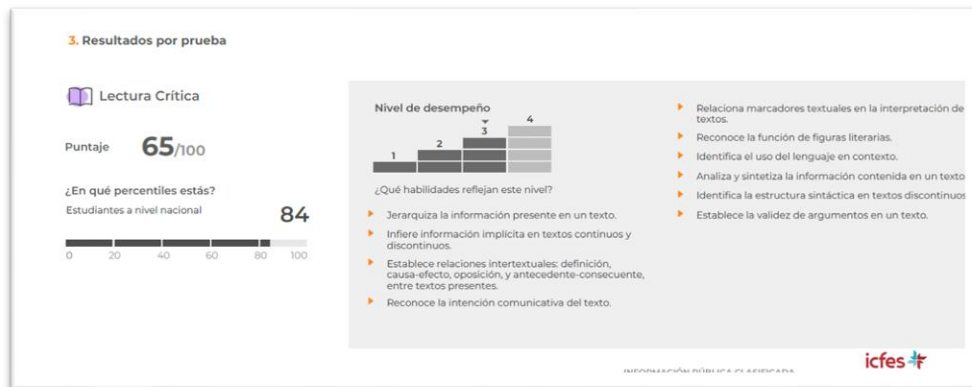 3. Resultados por prueba
Lectura Crítica
Puntaje 65/100
¿En qué percentiles estás?
Estudiantes a nivel nacional 84
0 20 40 60 80 100
Nivel de desempeño
1 2 3 4
¿Qué habilidades reflejan este nivel?
Jerarquiza la información presente en un texto.
Infiere información implícita en textos continuos y
discontinuos.
Establece relaciones intertextuales: definición,
causa-efecto, oposición, y antecedente-consecuente,
entre textos presentes.
Reconoce la intención comunicativa del texto.
Relaciona marcadores textuales en la interpretación de
textos.
Reconoce la función de figuras literarias.
Identifica el uso del lenguaje en contexto.
Analiza y sintetiza la información contenida en un texto
Identifica la estructura sintáctica en textos discontinuos
Establece la validez de argumentos en un texto.
INFORMACIÓN PÚBLICA CLASIFICADA
icfes